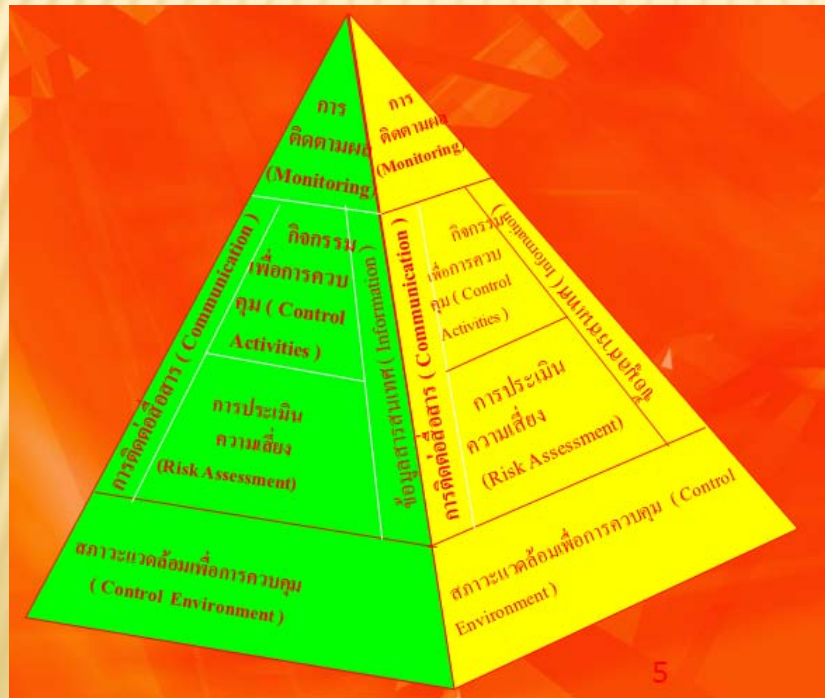 การ
ติดตามผล
(Monitoring)
การติดต่อสื่อสาร ( Communication )
กิจกรรม
เพื่อการควบ
คุม ( Control
Activities )
ข้อมูลสารสนเทศ ( Information )
การประเมิน
ความเสี่ยง
(Risk Assessment)
สภาวะแวดล้อมเพื่อการควบคุม
( Control Environment )
การ
ติดตามผล
(Monitoring)
การติดต่อสื่อสาร ( Communication )
กิจกรรม
เพื่อการควบ
คุม ( Control
Activities )
ข้อมูลสารสนเทศ ( Information )
การประเมิน
ความเสี่ยง
(Risk Assessment)
สภาวะแวดล้อมเพื่อการควบคุม ( Control
Environment )
5